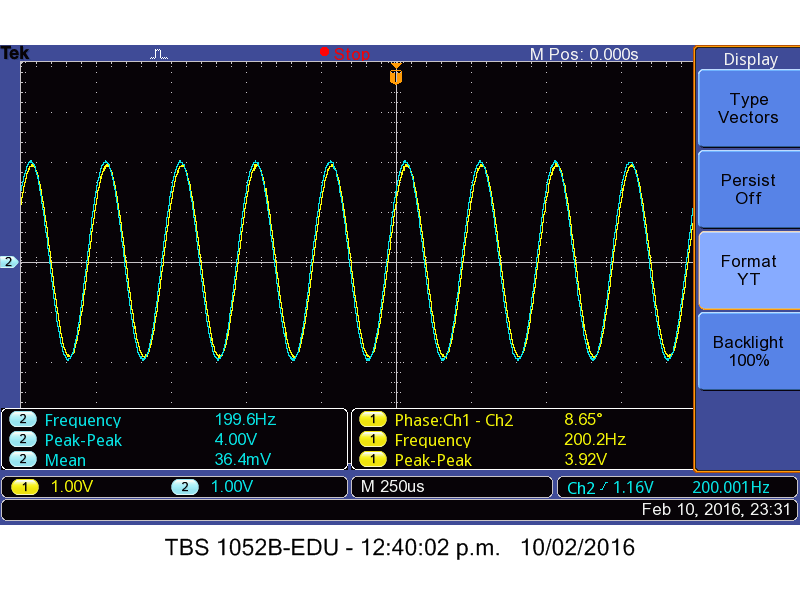 Tek Stop M Pos: 0.000s
T
Display
Type
Vectors
Persist
Off
Format
YT
Backlight
100%
2
2 Frequency 199.6Hz
2 Peak-Peak 4.00V
2 Mean 36.4mV
1 Phase:Ch1 - Ch2 8.65°
1 Frequency 200.2Hz
1 Peak-Peak 3.92V
1 1.00V 2 1.00V M 250us Ch2 1.16V 200.001Hz
Feb 10, 2016, 23:31
TBS 1052B-EDU - 12:40:02 p.m. 10/02/2016